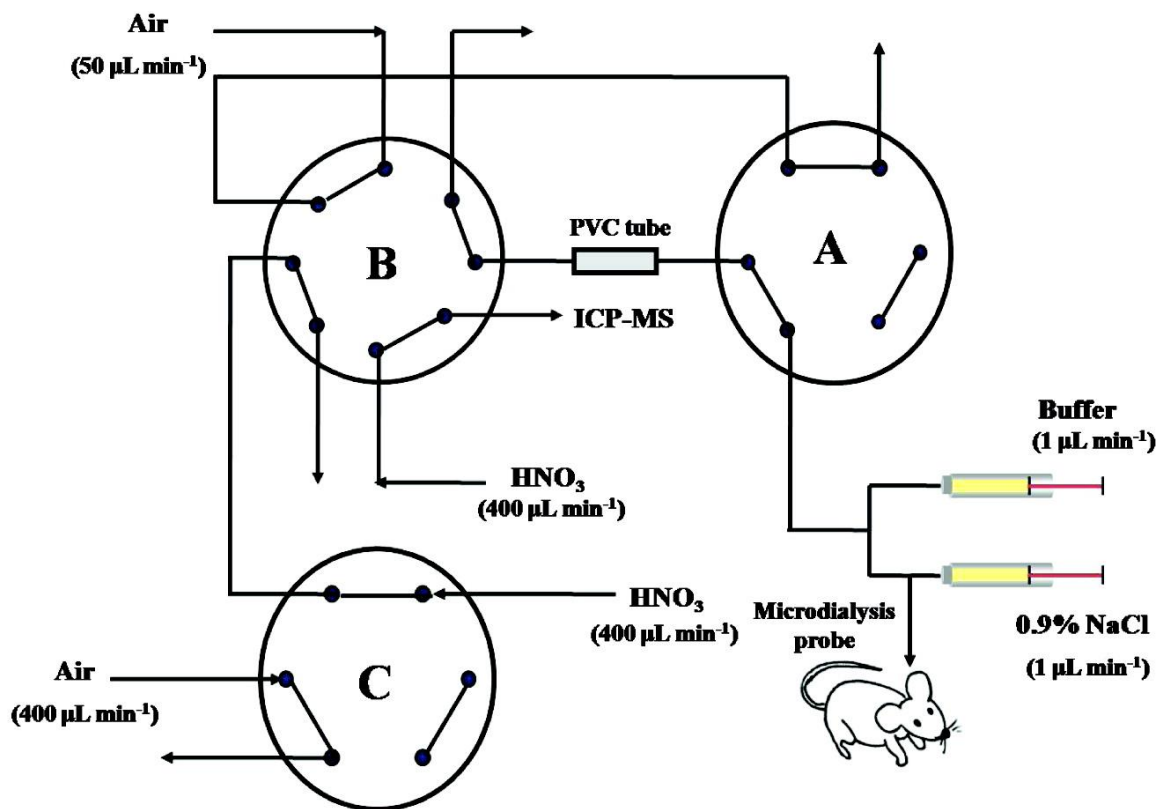 Air
(50 μL min⁻¹)
B
PVC tube
A
ICP-MS
HNO₃
(400 μL min⁻¹)
Buffer
(1 μL min⁻¹)
Microdialysis
probe
0.9% NaCl
(1 μL min⁻¹)
HNO₃
(400 μL min⁻¹)
Air
(400 μL min⁻¹)
C